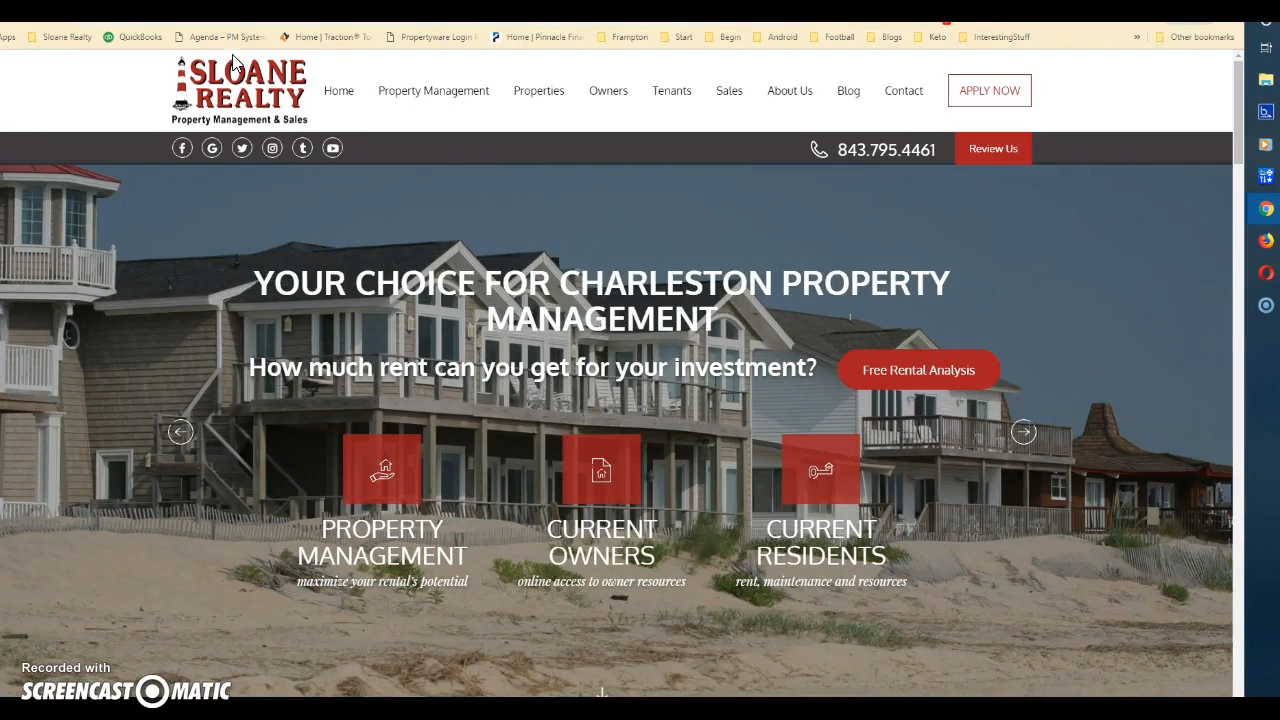 Apps Sloane Realty QuickBooks Agenda – PM System Home | Traction® To Propertyware Login Home | Pinnacle Fina Frampton Start Begin Android Football Blogs Keto InterestingStuff » Other bookmarks
SLOANE
REALTY
Property Management & Sales
Home Property Management Properties Owners Tenants Sales About Us Blog Contact APPLY NOW
843.795.4461 Review Us
YOUR CHOICE FOR CHARLESTON PROPERTY
MANAGEMENT
How much rent can you get for your investment? Free Rental Analysis
PROPERTY
MANAGEMENT
maximize your rental's potential
CURRENT
OWNERS
online access to owner resources
CURRENT
RESIDENTS
rent, maintenance and resources
Recorded with
SCREENCAST MATIC